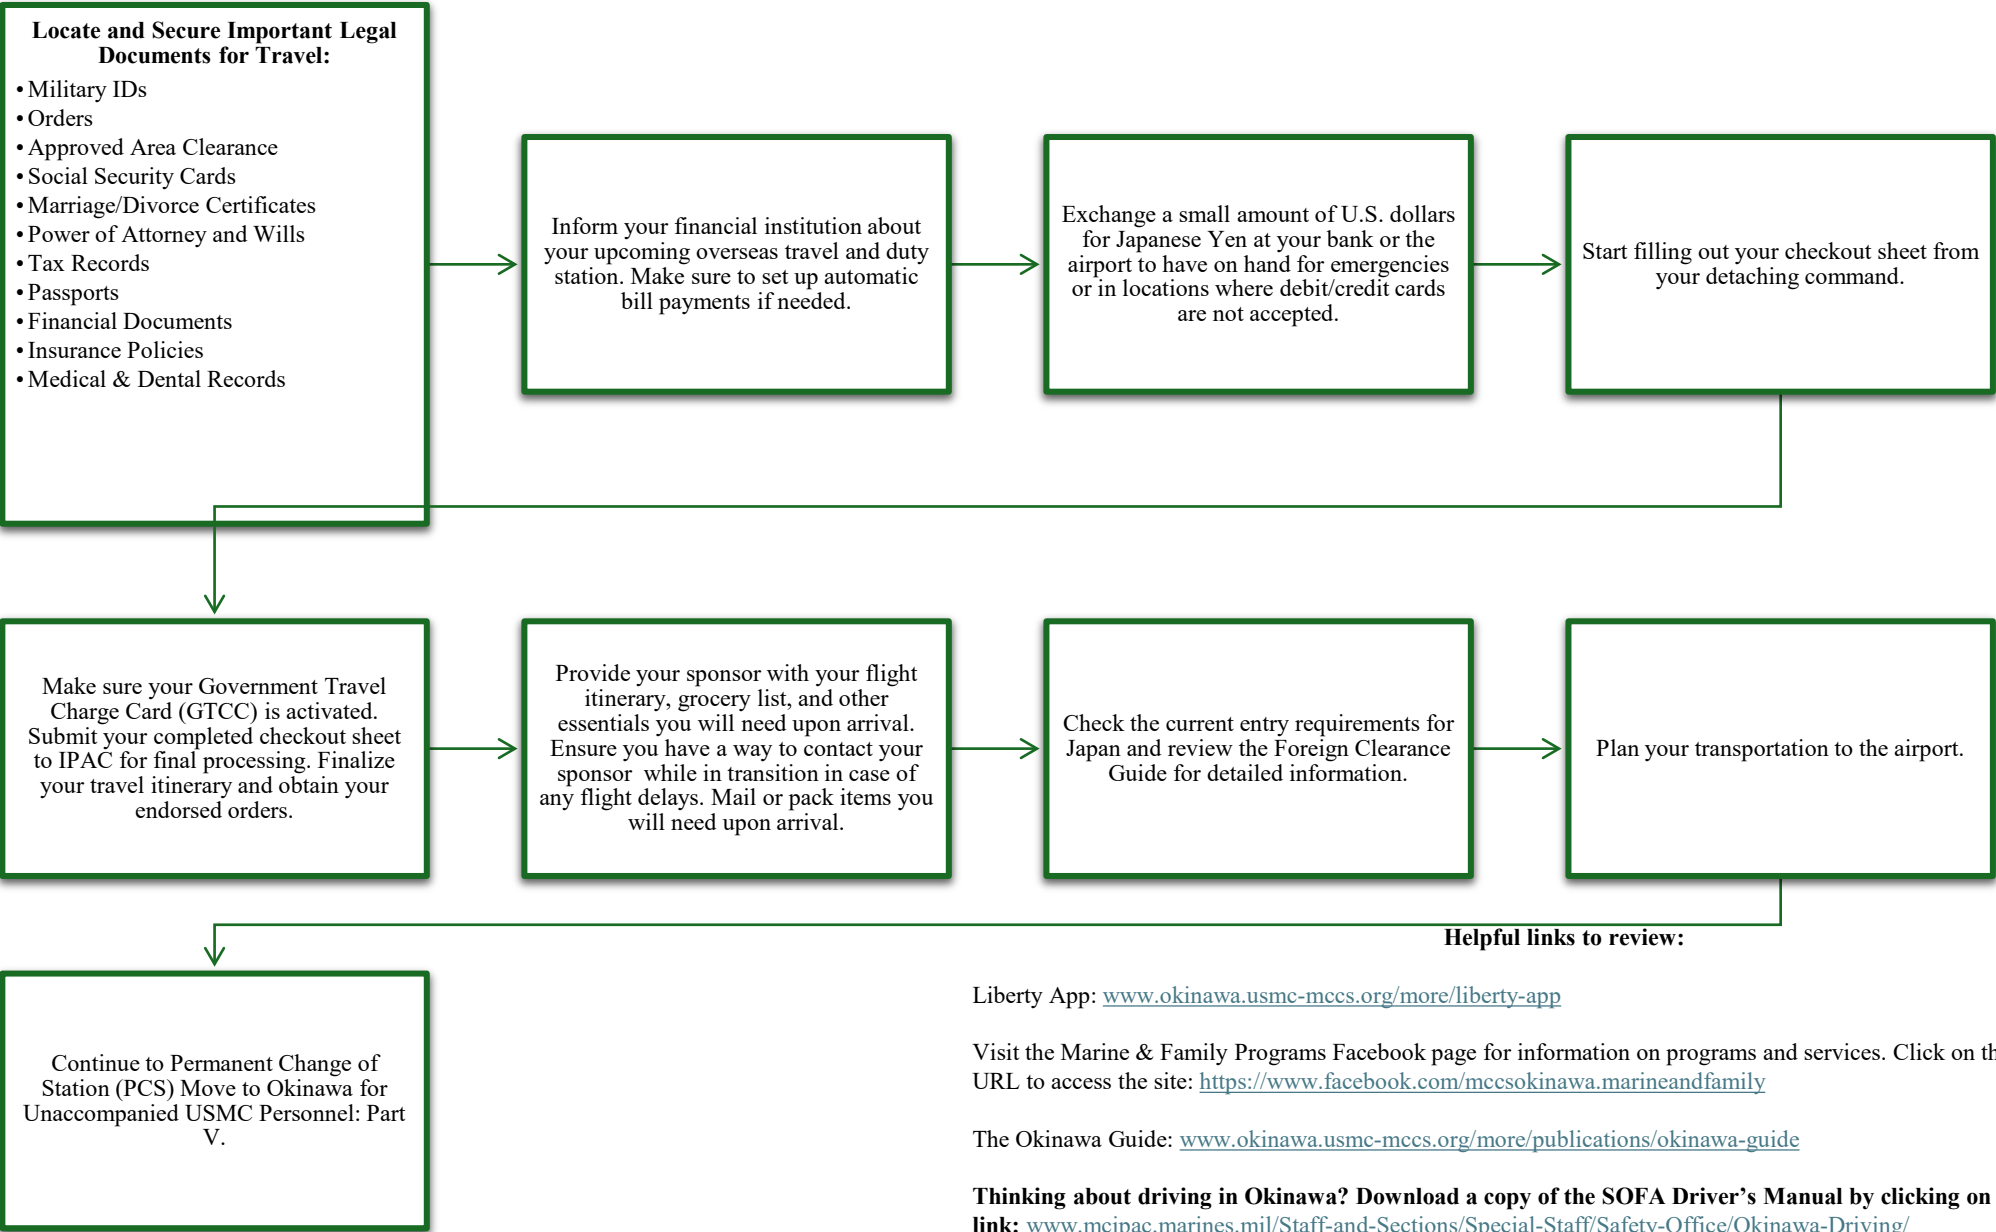 Locate and Secure Important Legal
Documents for Travel:
• Military IDs
• Orders
• Approved Area Clearance
• Social Security Cards
• Marriage/Divorce Certificates
• Power of Attorney and Wills
• Tax Records
• Passports
• Financial Documents
• Insurance Policies
• Medical & Dental Records
Inform your financial institution about
your upcoming overseas travel and duty
station. Make sure to set up automatic
bill payments if needed.
Exchange a small amount of U.S. dollars
for Japanese Yen at your bank or the
airport to have on hand for emergencies
or in locations where debit/credit cards
are not accepted.
Start filling out your checkout sheet from
your detaching command.
Make sure your Government Travel
Charge Card (GTCC) is activated.
Submit your completed checkout sheet
to IPAC for final processing. Finalize
your travel itinerary and obtain your
endorsed orders.
Provide your sponsor with your flight
itinerary, grocery list, and other
essentials you will need upon arrival.
Ensure you have a way to contact your
sponsor while in transition in case of
any flight delays. Mail or pack items you
will need upon arrival.
Check the current entry requirements for
Japan and review the Foreign Clearance
Guide for detailed information.
Plan your transportation to the airport.
Continue to Permanent Change of
Station (PCS) Move to Okinawa for
Unaccompanied USMC Personnel: Part
V.
Helpful links to review:
Liberty App: www.okinawa.usmc-mccs.org/more/liberty-app
Visit the Marine & Family Programs Facebook page for information on programs and services. Click on th
URL to access the site: https://www.facebook.com/mccsokinawa.marineandfamily
The Okinawa Guide: www.okinawa.usmc-mccs.org/more/publications/okinawa-guide
Thinking about driving in Okinawa? Download a copy of the SOFA Driver's Manual by clicking on
link: www.mcipac.marines.mil/Staff-and-Sections/Special-Staff/Safety-Office/Okinawa-Driving/